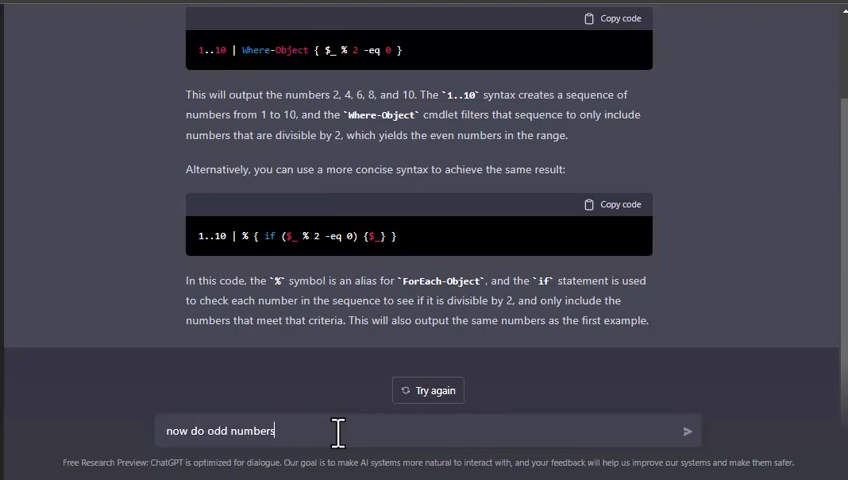 Copy code
1..10 | Where-Object { $_ % 2 -eq 0 }
This will output the numbers 2, 4, 6, 8, and 10. The `1..10` syntax creates a sequence of
numbers from 1 to 10, and the `Where-Object` cmdlet filters that sequence to only include
numbers that are divisible by 2, which yields the even numbers in the range.
Alternatively, you can use a more concise syntax to achieve the same result:
Copy code
1..10 | % { if ($_ % 2 -eq 0) {$_} }
In this code, the `%` symbol is an alias for `ForEach-Object`, and the `if` statement is used
to check each number in the sequence to see if it is divisible by 2, and only include the
numbers that meet that criteria. This will also output the same numbers as the first example.
Try again
now do odd numbers
Free Research Preview: ChatGPT is optimized for dialogue. Our goal is to make AI systems more natural to interact with, and your feedback will help us improve our systems and make them safer.